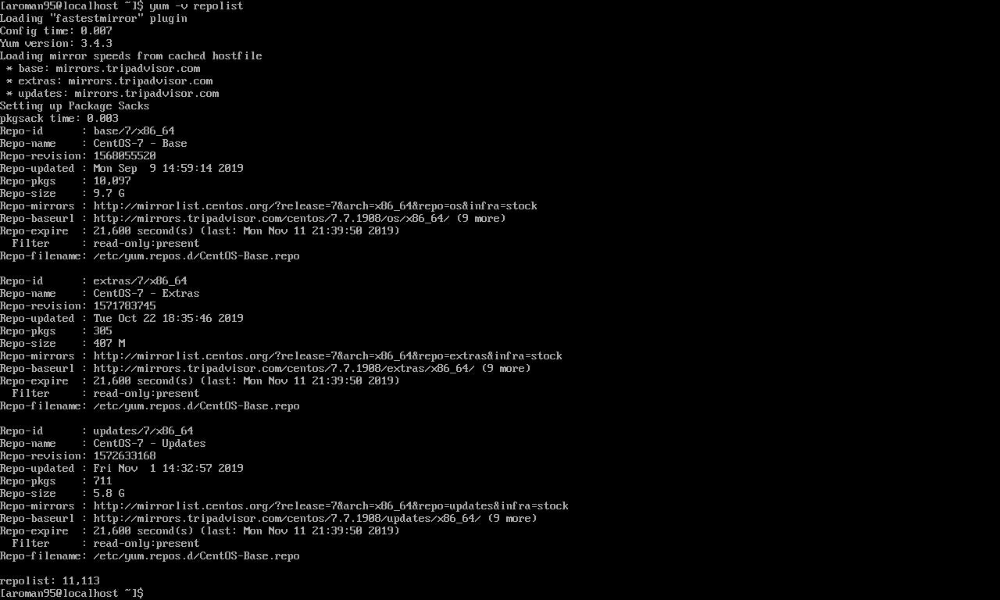 [aroman95@localhost ~]$ yum -v repolist
Loading "fastestmirror" plugin
Config time: 0.007
Yum version: 3.4.3
Loading mirror speeds from cached hostfile
 * base: mirrors.tripadvisor.com
 * extras: mirrors.tripadvisor.com
 * updates: mirrors.tripadvisor.com
Setting up Package Sacks
pkgsack time: 0.003
Repo-id      : base/7/x86_64
Repo-name    : CentOS-7 - Base
Repo-revision: 1568055520
Repo-updated : Mon Sep  9 14:59:14 2019
Repo-pkgs    : 10,097
Repo-size    : 9.7 G
Repo-mirrors : http://mirrorlist.centos.org/?release=7&arch=x86_64&repo=os&infra=stock
Repo-baseurl : http://mirrors.tripadvisor.com/centos/7.7.1908/os/x86_64/ (9 more)
Repo-expire  : 21,600 second(s) (last: Mon Nov 11 21:39:50 2019)
  Filter     : read-only:present
Repo-filename: /etc/yum.repos.d/CentOS-Base.repo

Repo-id      : extras/7/x86_64
Repo-name    : CentOS-7 - Extras
Repo-revision: 1571783745
Repo-updated : Tue Oct 22 18:35:46 2019
Repo-pkgs    : 305
Repo-size    : 407 M
Repo-mirrors : http://mirrorlist.centos.org/?release=7&arch=x86_64&repo=extras&infra=stock
Repo-baseurl : http://mirrors.tripadvisor.com/centos/7.7.1908/extras/x86_64/ (9 more)
Repo-expire  : 21,600 second(s) (last: Mon Nov 11 21:39:50 2019)
  Filter     : read-only:present
Repo-filename: /etc/yum.repos.d/CentOS-Base.repo

Repo-id      : updates/7/x86_64
Repo-name    : CentOS-7 - Updates
Repo-revision: 1572633168
Repo-updated : Fri Nov  1 14:32:57 2019
Repo-pkgs    : 711
Repo-size    : 5.8 G
Repo-mirrors : http://mirrorlist.centos.org/?release=7&arch=x86_64&repo=updates&infra=stock
Repo-baseurl : http://mirrors.tripadvisor.com/centos/7.7.1908/updates/x86_64/ (9 more)
Repo-expire  : 21,600 second(s) (last: Mon Nov 11 21:39:50 2019)
  Filter     : read-only:present
Repo-filename: /etc/yum.repos.d/CentOS-Base.repo

repolist: 11,113
[aroman95@localhost ~]$